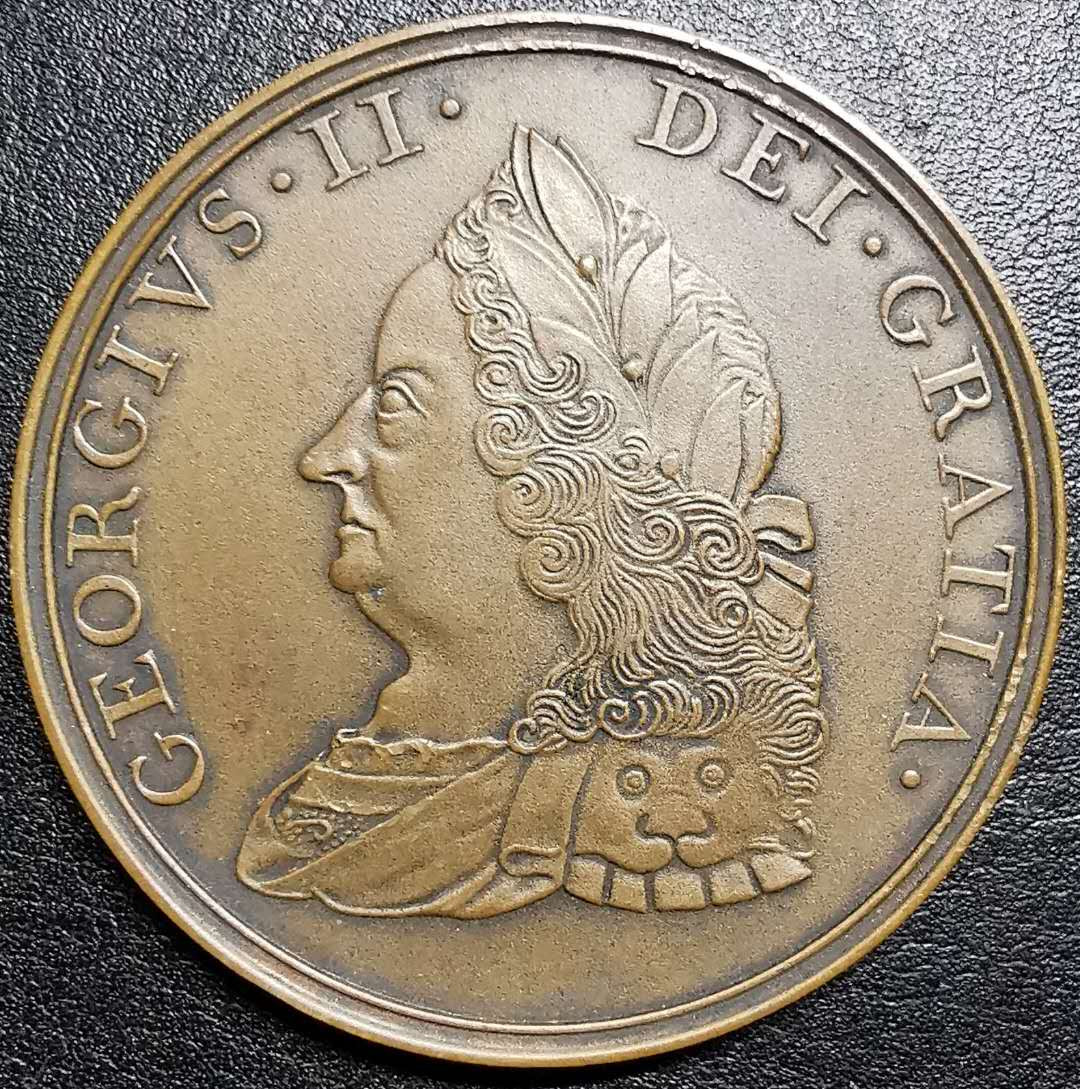 GEORGIVS · II · DEI · GRATIA ·